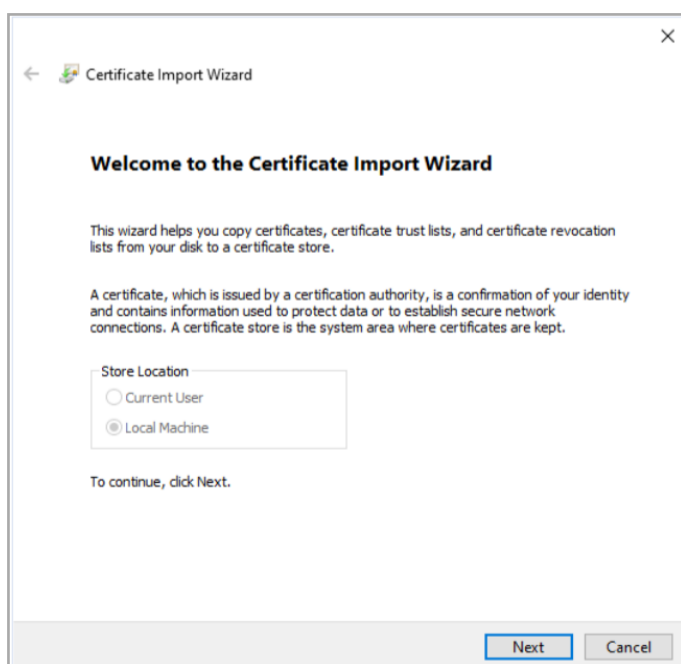 Certificate Import Wizard
Welcome to the Certificate Import Wizard
This wizard helps you copy certificates, certificate trust lists, and certificate revocation
lists from your disk to a certificate store.
A certificate, which is issued by a certification authority, is a confirmation of your identity
and contains information used to protect data or to establish secure network
connections. A certificate store is the system area where certificates are kept.
Store Location
Current User
Local Machine
To continue, click Next.
Next Cancel